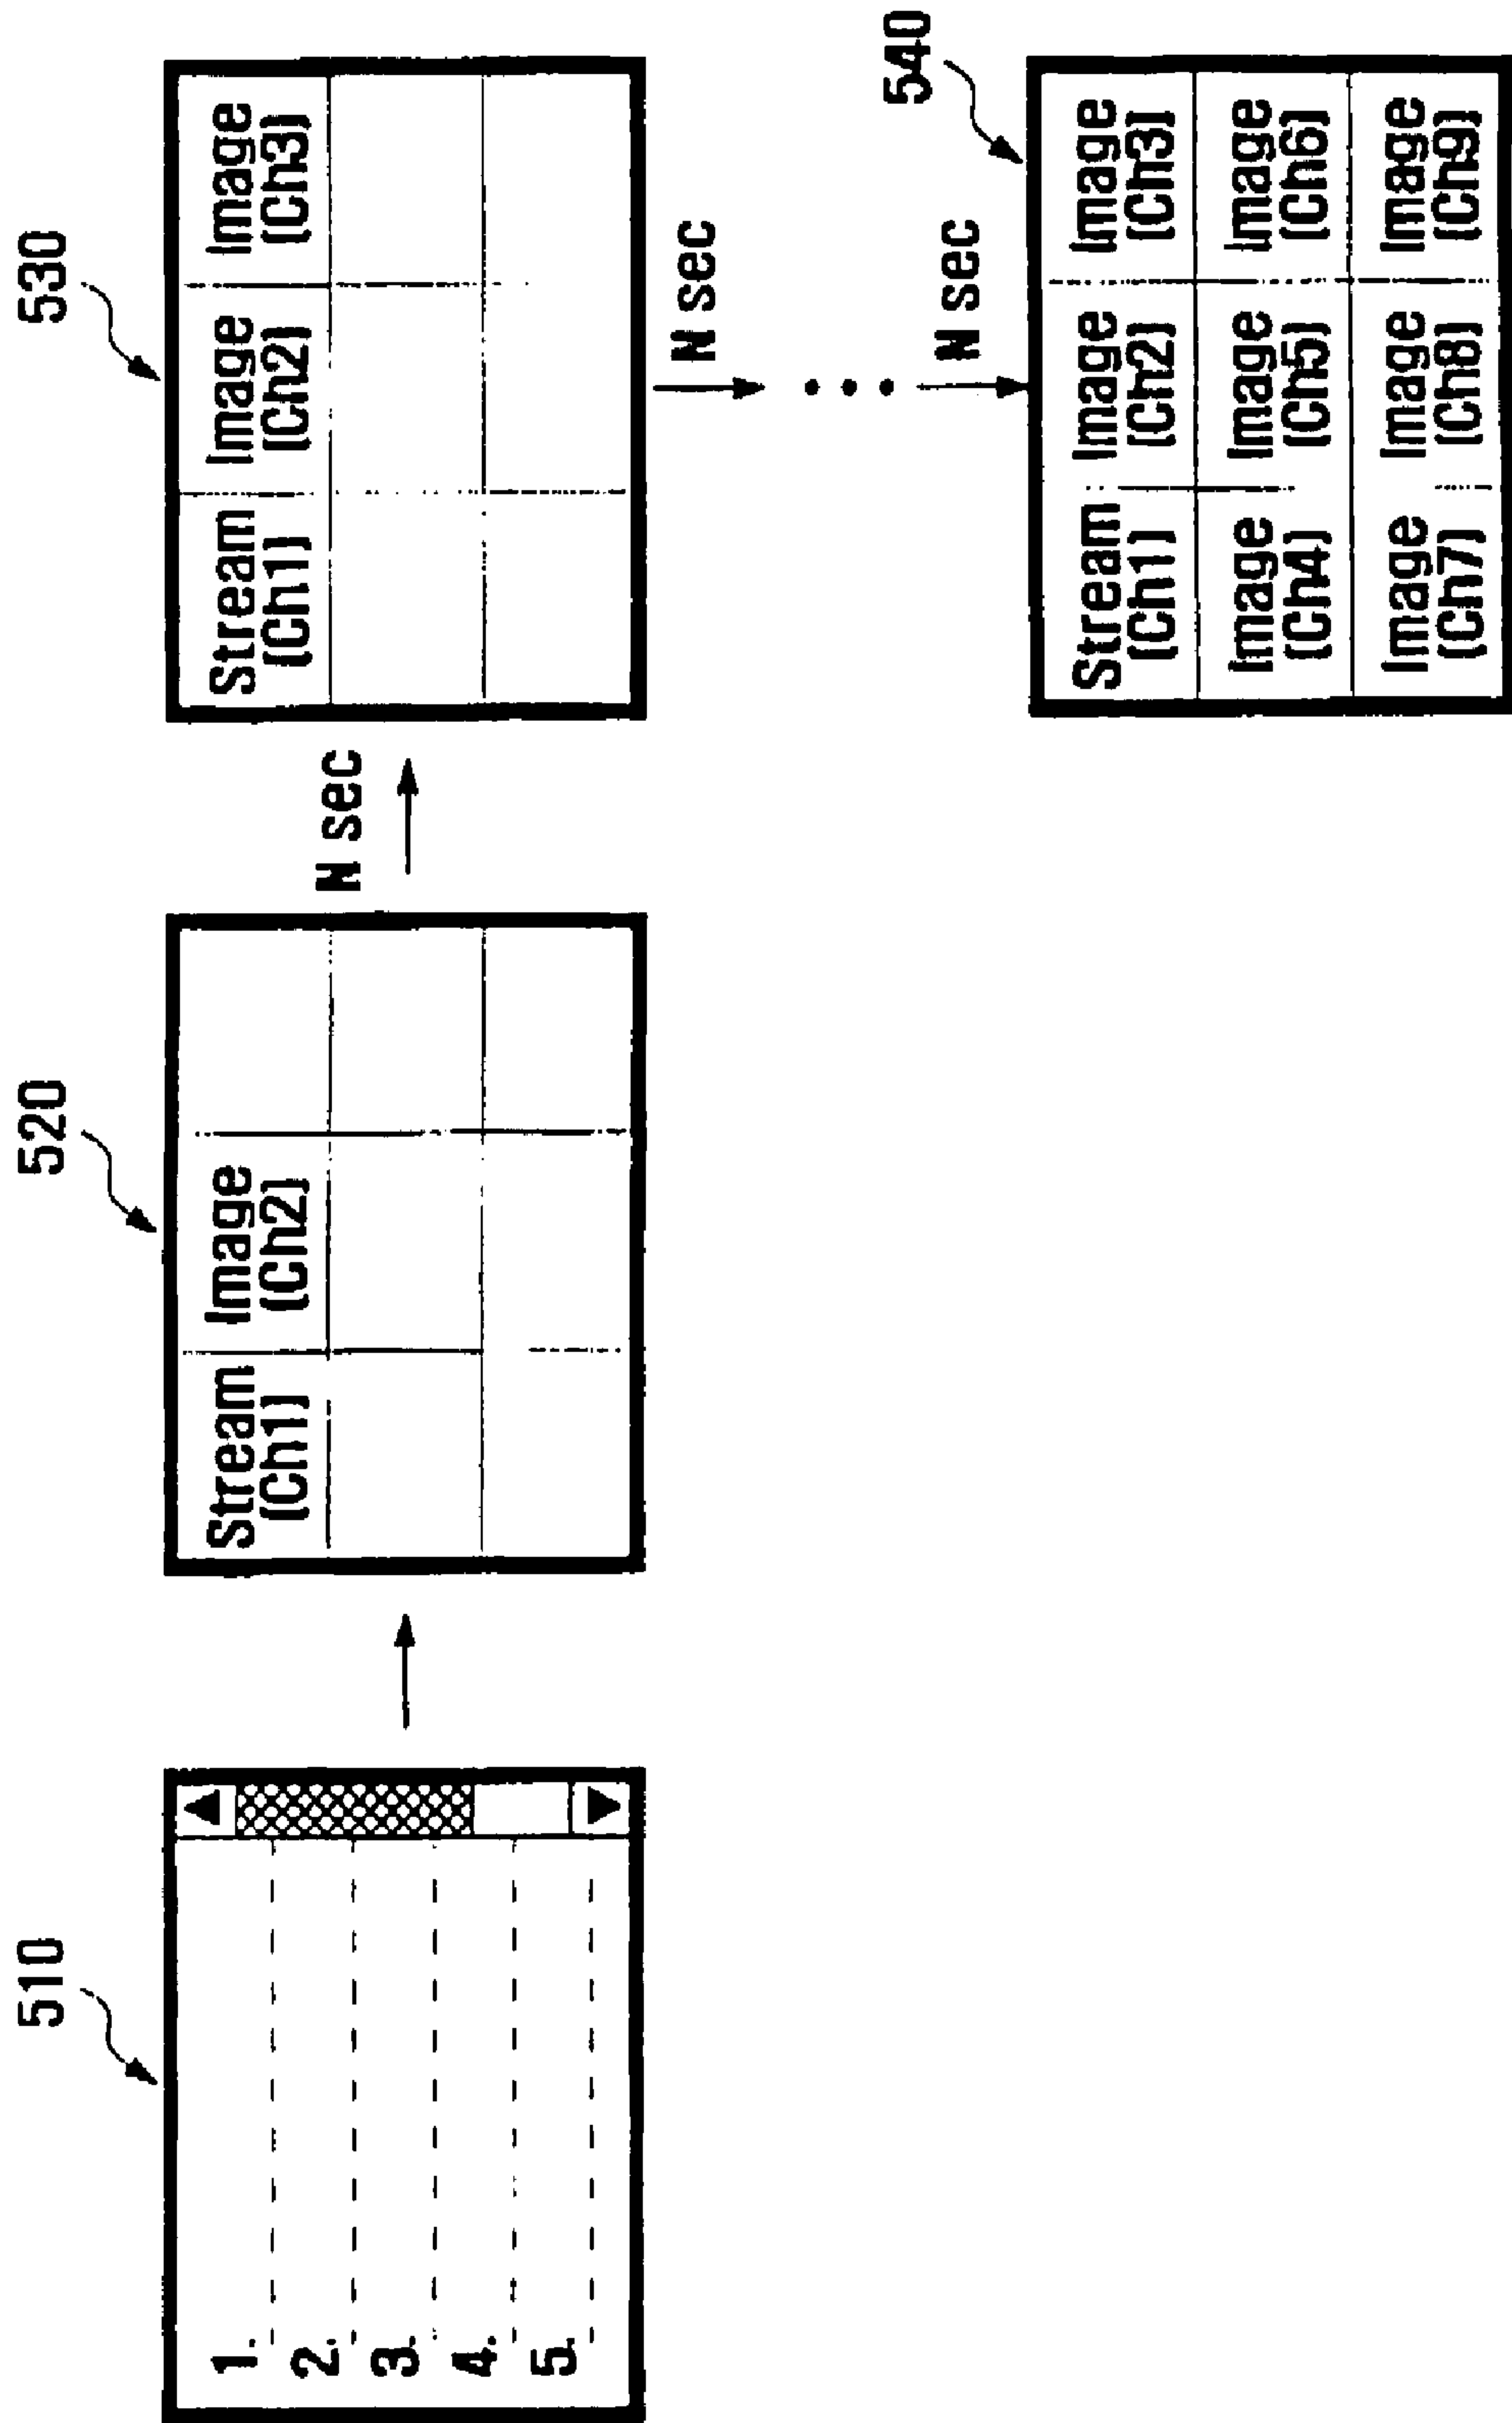 510
1.
2.
3.
4.
5.
520
Stream
(Ch1)
Image
(Ch2)
N sec
530
Stream
(Ch1)
Image
(Ch2)
Image
(Ch3)
N sec
N sec
540
Stream
(Ch1)
Image
(Ch2)
Image
(Ch3)
Image
(Ch4)
Image
(Ch5)
Image
(Ch6)
Image
(Ch7)
Image
(Ch8)
Image
(Ch9)